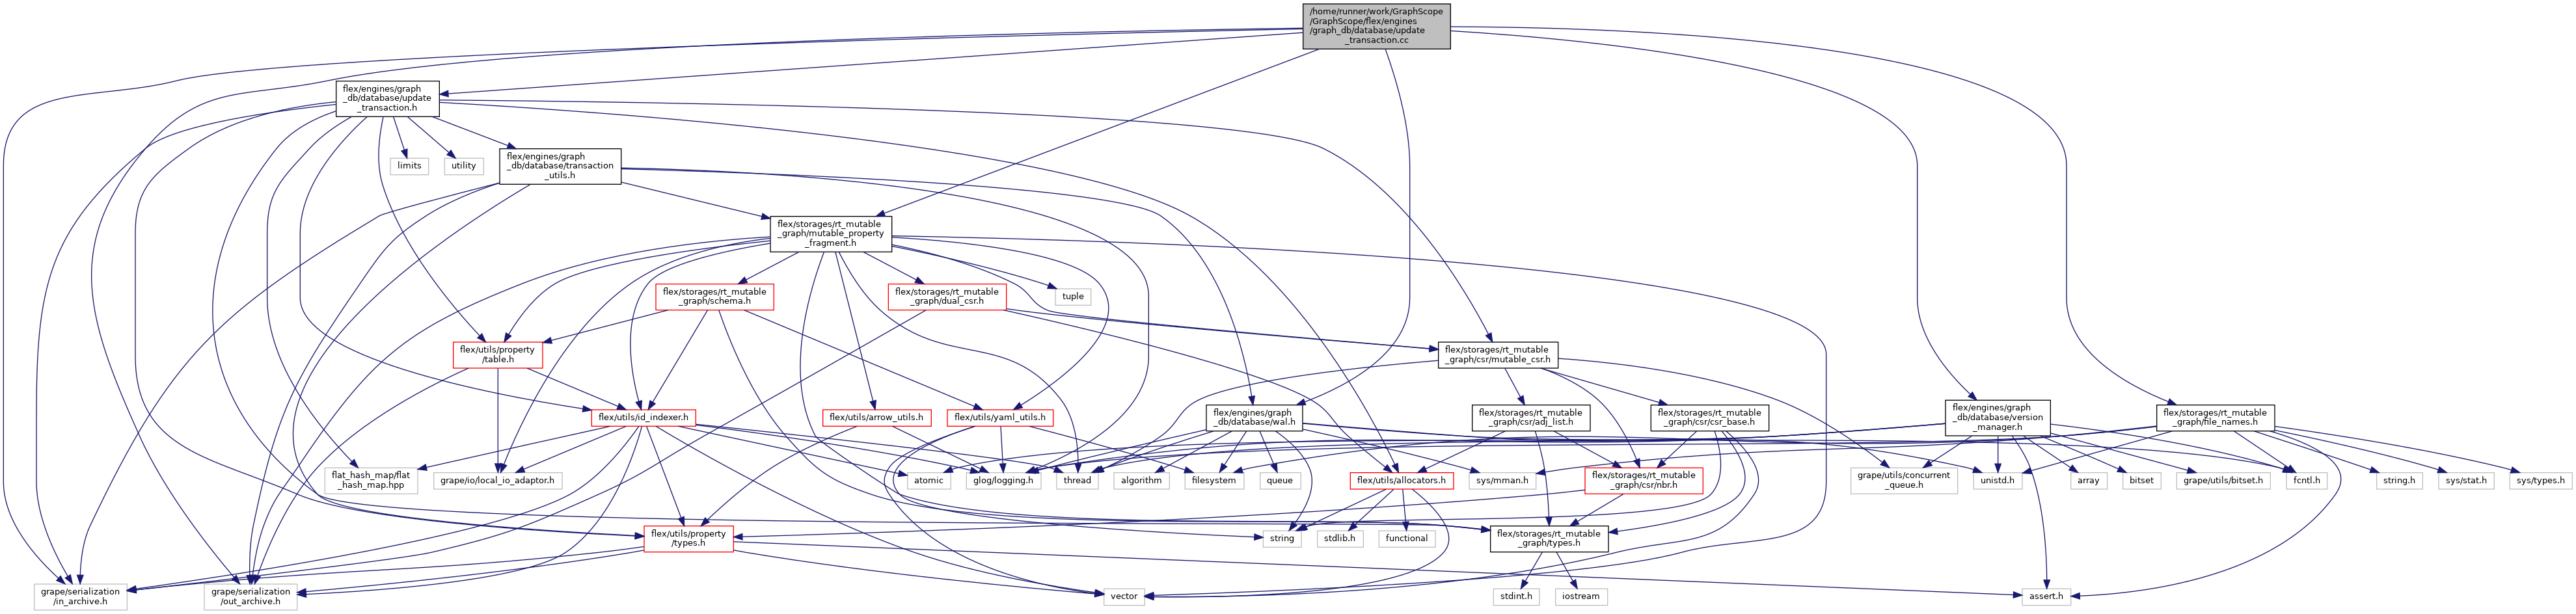 /home/runner/work/GraphScope
/GraphScope/flex/engines
/graph_db/database/update
_transaction.cc
flex/engines/graph
_db/database/update
_transaction.h
limits
utility
flex/engines/graph
_db/database/transaction
_utils.h
flex/storages/rt_mutable
_graph/mutable_property
_fragment.h
flex/storages/rt_mutable
_graph/schema.h
flex/storages/rt_mutable
_graph/dual_csr.h
tuple
flex/utils/property
/table.h
flex/storages/rt_mutable
_graph/csr/mutable_csr.h
flex/utils/id_indexer.h
flex/utils/arrow_utils.h
flex/utils/yaml_utils.h
flex/engines/graph
_db/database/wal.h
flex/storages/rt_mutable
_graph/csr/adj_list.h
flex/storages/rt_mutable
_graph/csr/csr_base.h
flex/engines/graph
_db/database/version
_manager.h
flex/storages/rt_mutable
_graph/file_names.h
flat_hash_map/flat
_hash_map.hpp
grape/io/local_io_adaptor.h
atomic
glog/logging.h
thread
algorithm
filesystem
queue
flex/utils/allocators.h
sys/mman.h
flex/storages/rt_mutable
_graph/csr/nbr.h
grape/utils/concurrent
_queue.h
unistd.h
array
bitset
grape/utils/bitset.h
fcntl.h
string.h
sys/stat.h
sys/types.h
flex/utils/property
/types.h
string
stdlib.h
functional
flex/storages/rt_mutable
_graph/types.h
grape/serialization
/in_archive.h
grape/serialization
/out_archive.h
vector
stdint.h
iostream
assert.h